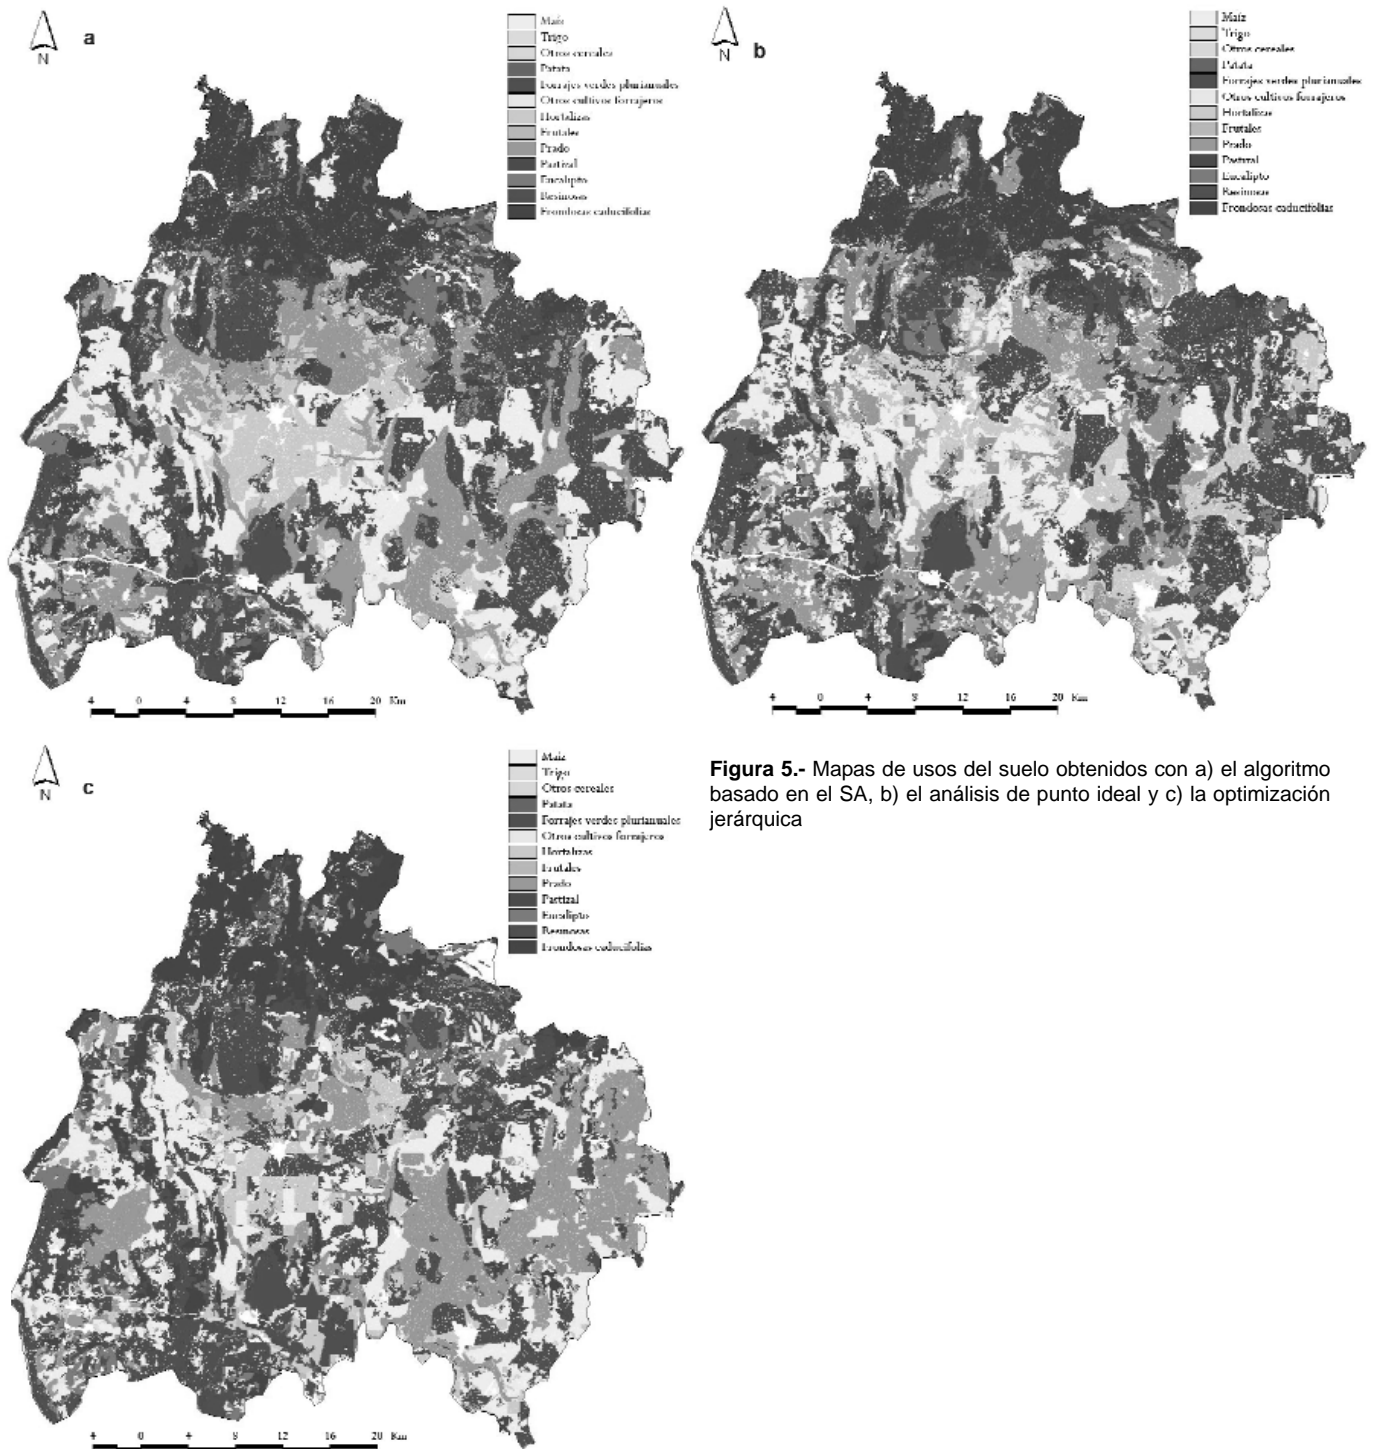 a
N
Maíz
Trigo
Otros cereales
Patata
Forrajes verdes plurianuales
Otros cultivos forrajeros
Hortalizas
Frutales
Prado
Pastizal
Eucalipto
Resinosas
Frondosas caducifolias
4 0 4 8 12 16 20 Km
b
N
Maíz
Trigo
Otros cereales
Patata
Forrajes verdes plurianuales
Otros cultivos forrajeros
Hortalizas
Frutales
Prado
Pastizal
Eucalipto
Resinosas
Frondosas caducifolias
4 0 4 8 12 16 20 Km
c
N
Maíz
Trigo
Otros cereales
Patata
Forrajes verdes plurianuales
Otros cultivos forrajeros
Hortalizas
Frutales
Prado
Pastizal
Eucalipto
Resinosas
Frondosas caducifolias
4 0 4 8 12 16 20 Km
Figura 5.- Mapas de usos del suelo obtenidos con a) el algoritmo
basado en el SA, b) el análisis de punto ideal y c) la optimización
jerárquica